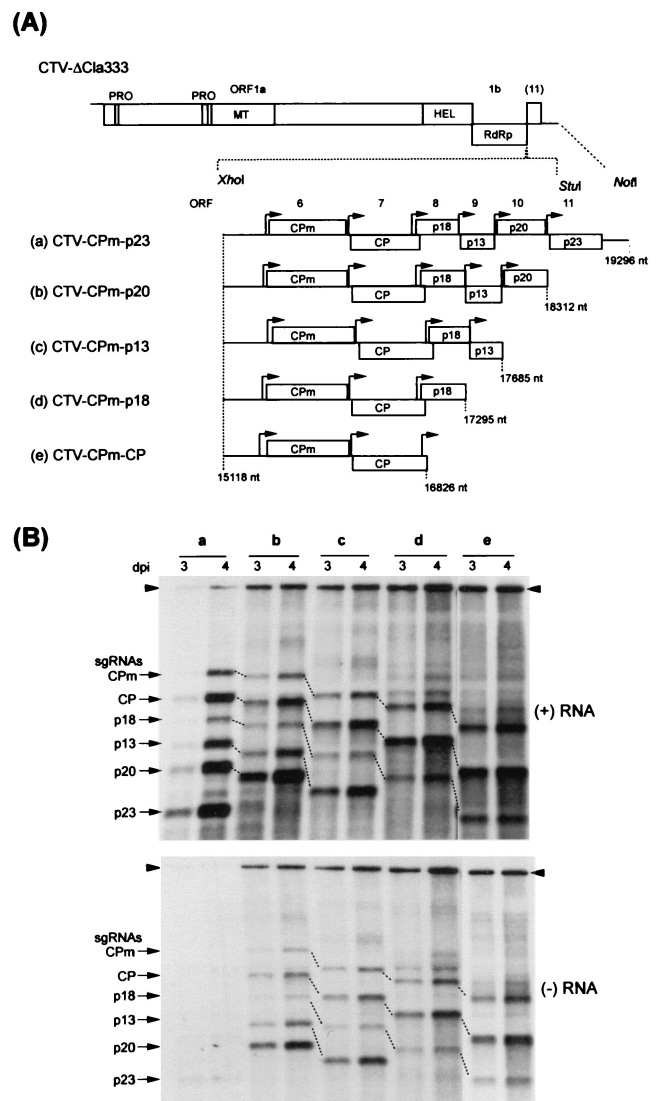 (A)
CTV-ΔCla333
PRO PRO ORF1a 1b (11)
MT HEL
RdRp
XhoI StuI NotI
ORF 6 7 8 9 10 11
(a) CTV-CPm-p23 CPm CP p18 p13 p20 p23
19296 nt
(b) CTV-CPm-p20 CPm CP p18 p13 p20
18312 nt
(c) CTV-CPm-p13 CPm CP p18 p13
17685 nt
(d) CTV-CPm-p18 CPm CP p18
17295 nt
(e) CTV-CPm-CP CPm CP
15118 nt 16826 nt
(B)
a b c d e
dpi 3 4 3 4 3 4 3 4 3 4
sgRNAs
CPm
CP
p18
p13
p20
p23
(+) RNA
sgRNAs
CPm
CP
p18
p13
p20
p23
(-) RNA